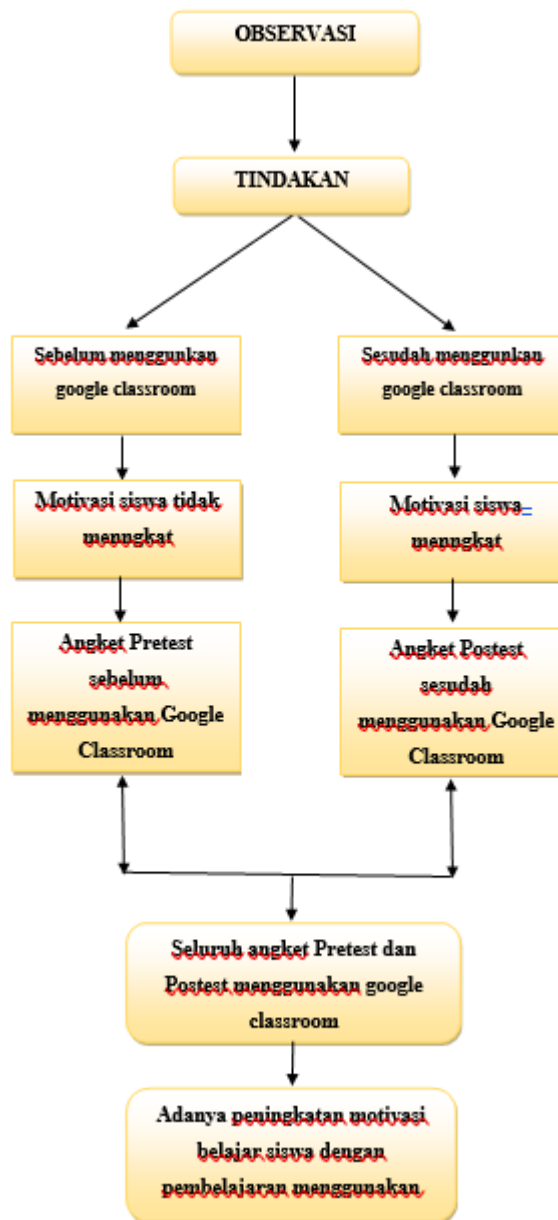 OBSERVASI
TINDAKAN
Sebelum menggunkan
google classroom
Sesudah menggunkan
google classroom
Motivasi siswa tidak
menngkat
Motivasi siswa
menngkat
Angket Pretest
sebelum
menggunakan Google
Classroom
Angket Postest
sesudah
menggunakan Google
Classroom
Seluruh angket Pretest dan
Postest menggunakan google
classroom
Adanya peningkatan motivasi
belajar siswa dengan
pembelajaran menggunakan